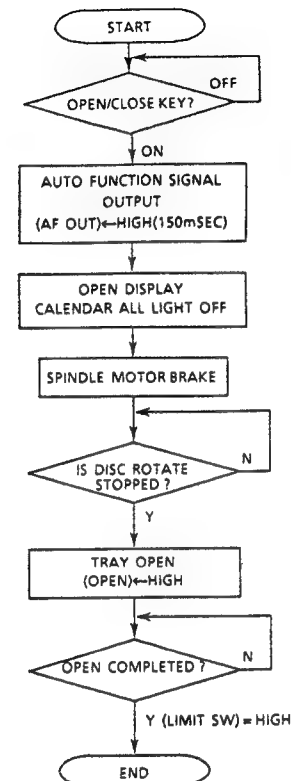 START
OFF
OPEN/CLOSE KEY?
ON
AUTO FUNCTION SIGNAL
OUTPUT
(AF OUT)←HIGH(150mSEC)
OPEN DISPLAY
CALENDAR ALL LIGHT OFF
SPINDLE MOTOR BRAKE
IS DISC ROTATE
STOPPED ?
N
Y
TRAY OPEN
(OPEN)←HIGH
OPEN COMPLETED ?
N
Y (LIMIT SW) = HIGH
END